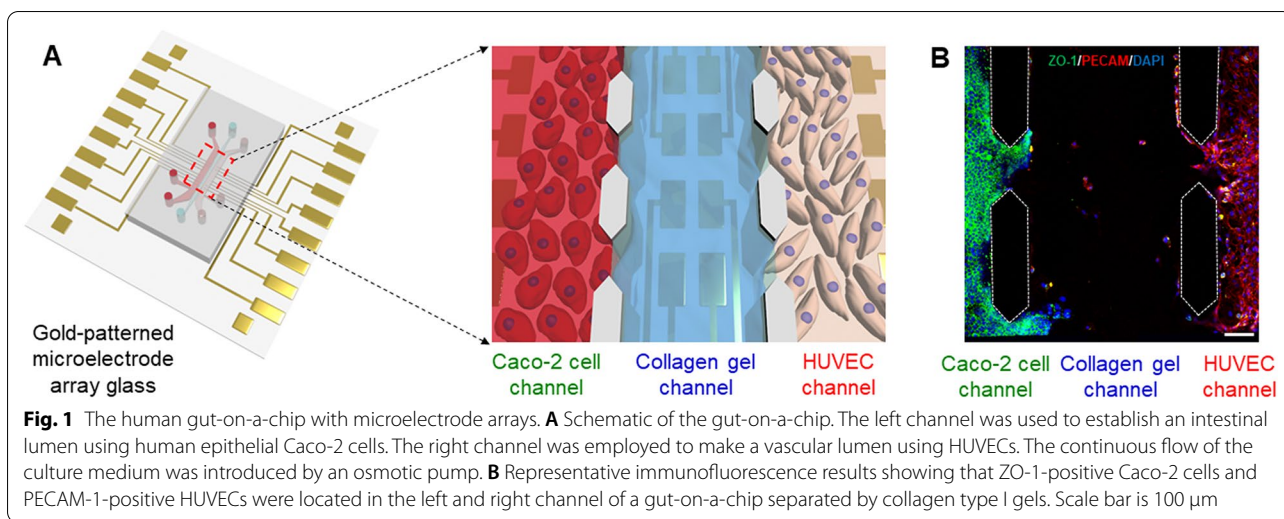 A
B
ZO-1/PECAM/DAPI
Gold-patterned
microelectrode
array glass
Caco-2 cell
channel
Collagen gel
channel
HUVEC
channel
Caco-2 cell
channel
Collagen gel
channel
HUVEC
channel
Fig. 1 The human gut-on-a-chip with microelectrode arrays. A Schematic of the gut-on-a-chip. The left channel was used to establish an intestinal
lumen using human epithelial Caco-2 cells. The right channel was employed to make a vascular lumen using HUVECs. The continuous flow of the
culture medium was introduced by an osmotic pump. B Representative immunofluorescence results showing that ZO-1-positive Caco-2 cells and
PECAM-1-positive HUVECs were located in the left and right channel of a gut-on-a-chip separated by collagen type I gels. Scale bar is 100 μm